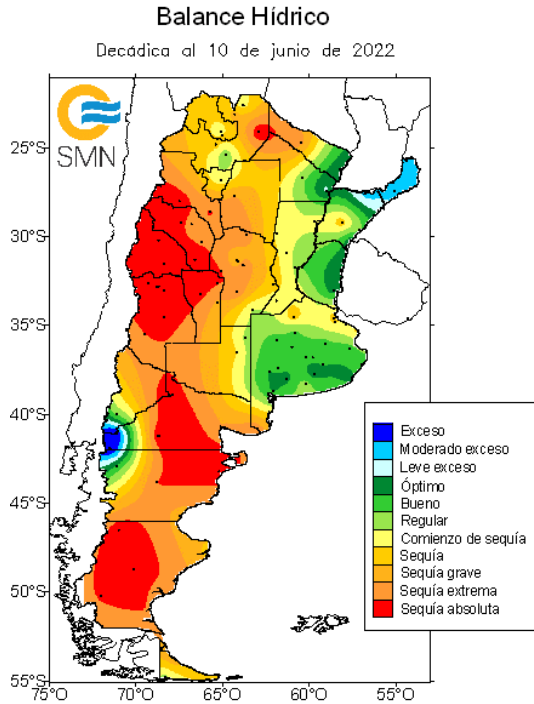 Balance Hídrico
Decádica al 10 de junio de 2022
SMN
25°S
30°S
35°S
40°S
45°S
50°S
55°S
75°O
70°O
65°O
60°O
55°O
Exceso
Moderado exceso
Leve exceso
Óptimo
Bueno
Regular
Comienzo de sequía
Sequía
Sequía grave
Sequía extrema
Sequía absoluta